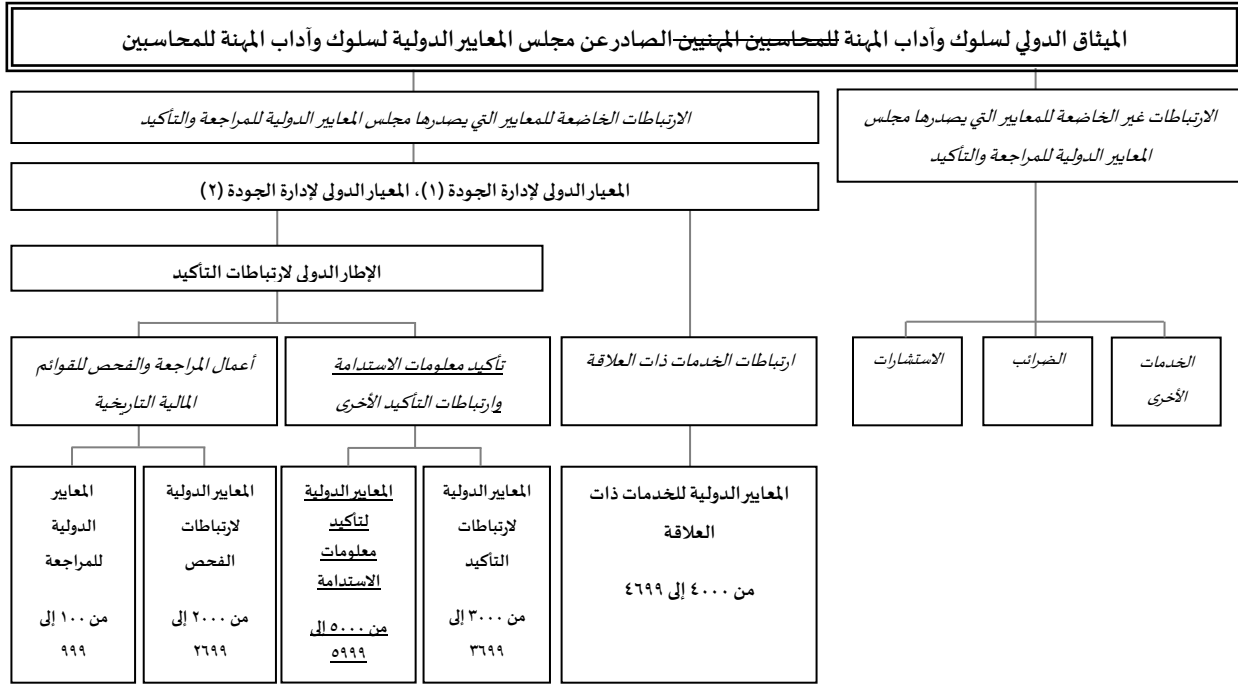 الميثاق الدولي لسلوك وآداب المهنة للمحاسبين المهنيين الصادر عن مجلس المعايير الدولية لسلوك وآداب المهنة للمحاسبين
الارتباطات غير الخاضعة للمعايير التي يصدرها مجلس
المعايير الدولية للمراجعة والتأكيد
الارتباطات الخاضعة للمعايير التي يصدرها مجلس المعايير الدولية للمراجعة والتأكيد
المعيار الدولي لإدارة الجودة (١)، المعيار الدولي لإدارة الجودة (٢)
الإطار الدولي لارتباطات التأكيد
الخدمات
الأخرى
الضرائب
الاستشارات
ارتباطات الخدمات ذات العلاقة
تأكيد معلومات الاستدامة
وارتباطات التأكيد الأخرى
أعمال المراجعة والفحص للقوائم
المالية التاريخية
المعايير الدولية للخدمات ذات
العلاقة
من ٤٠٠٠ إلى ٤٦٩٩
المعايير الدولية
لارتباطات
التأكيد
من ٣٠٠٠ إلى
٣٦٩٩
المعايير الدولية
لتأكيد
معلومات
الاستدامة
من ٥٠٠٠ إلى
٥٩٩٩
المعايير الدولية
لارتباطات
الفحص
من ٢٠٠٠ إلى
٢٦٩٩
المعايير
الدولية
للمراجعة
من ١٠٠ إلى
٩٩٩